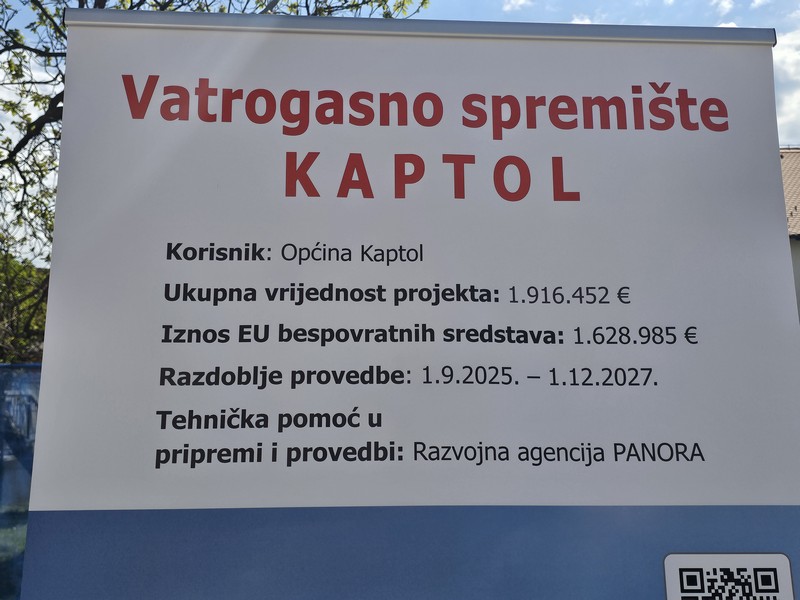 Vatrogasno spremište
KAPTOL
Korisnik: Općina Kaptol
Ukupna vrijednost projekta: 1.916.452 €
Iznos EU bespovratnih sredstava: 1.628.985 €
Razdoblje provedbe: 1.9.2025. – 1.12.2027.
Tehnička pomoć u
pripremi i provedbi: Razvojna agencija PANORA